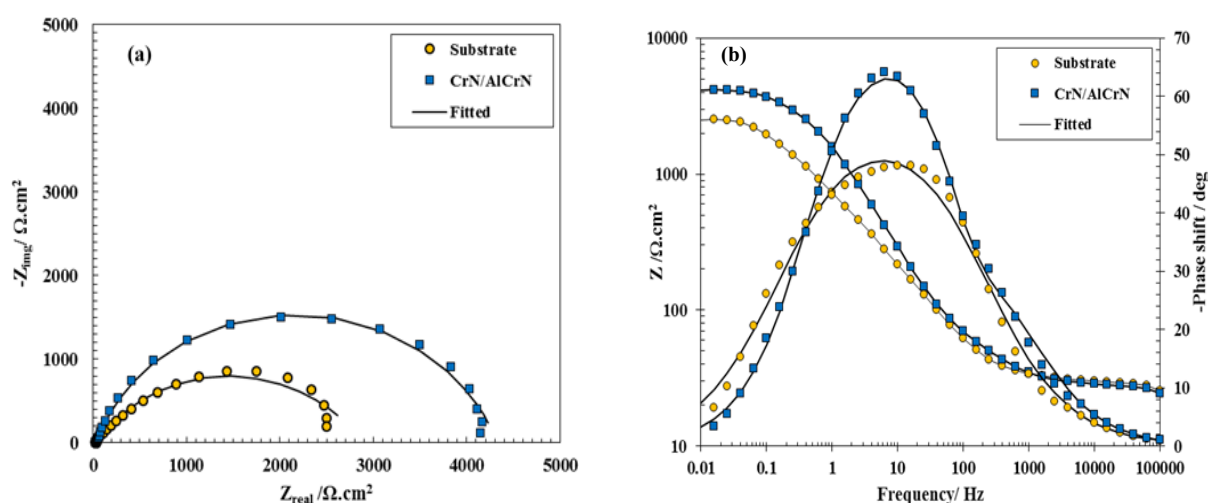 (a)
Substrate
CrN/AlCrN
Fitted
5000
4000
3000
2000
1000
0
-Z_img/ Ω.cm²
0 1000 2000 3000 4000 5000
Z_real /Ω.cm²
(b)
Substrate
CrN/AlCrN
Fitted
10000
1000
100
10
Z /Ω.cm²
70
60
50
40
30
20
10
0
-Phase shift / deg
0.01 0.1 1 10 100 1000 10000 100000
Frequency/ Hz